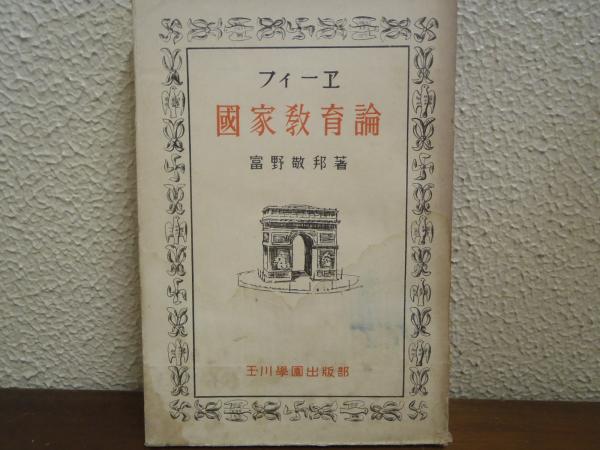 フィーヱ
國家教育論
富野敬邦著
玉川學園出版部